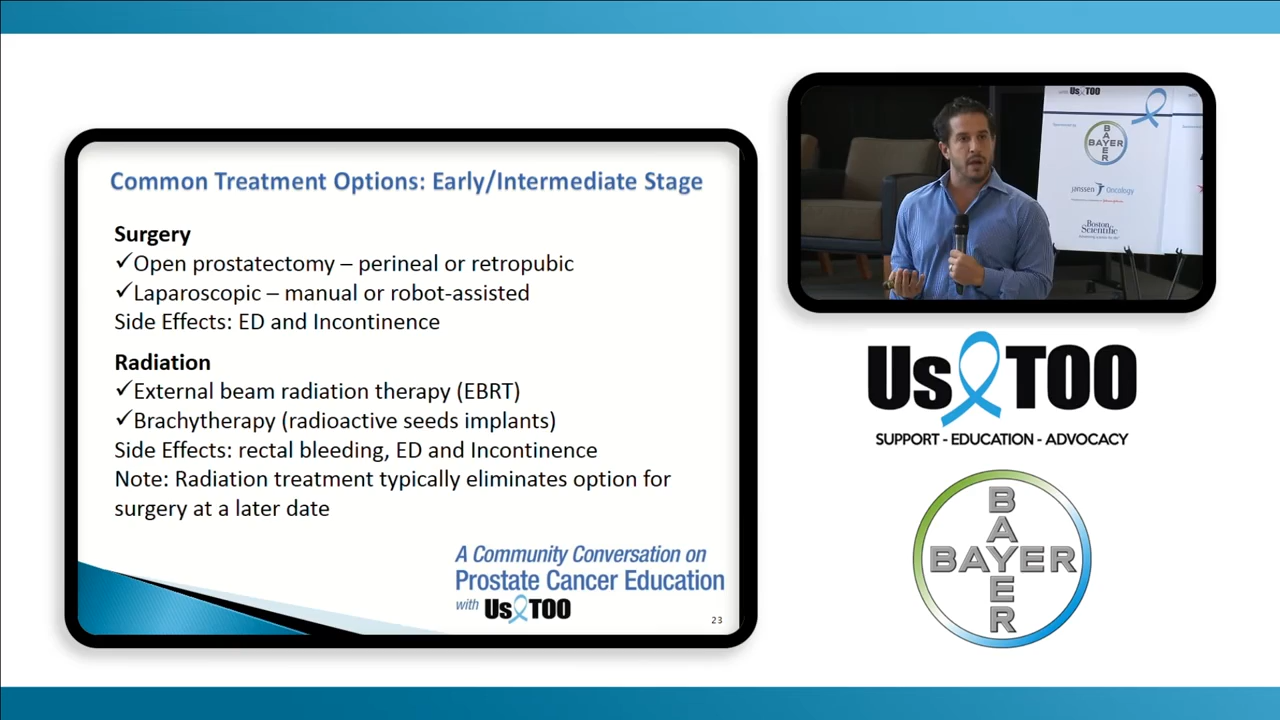 Common Treatment Options: Early/Intermediate Stage
Surgery
✓Open prostatectomy – perineal or retropubic
✓Laparoscopic – manual or robot-assisted
Side Effects: ED and Incontinence
Radiation
✓External beam radiation therapy (EBRT)
✓Brachytherapy (radioactive seeds implants)
Side Effects: rectal bleeding, ED and Incontinence
Note: Radiation treatment typically eliminates option for
surgery at a later date
A Community Conversation on
Prostate Cancer Education
with Us TOO
23
with Us TOO
BAYER
BAYER
janssen Oncology
Boston
Scientific
Us TOO
SUPPORT - EDUCATION - ADVOCACY
BAYER
BAYER